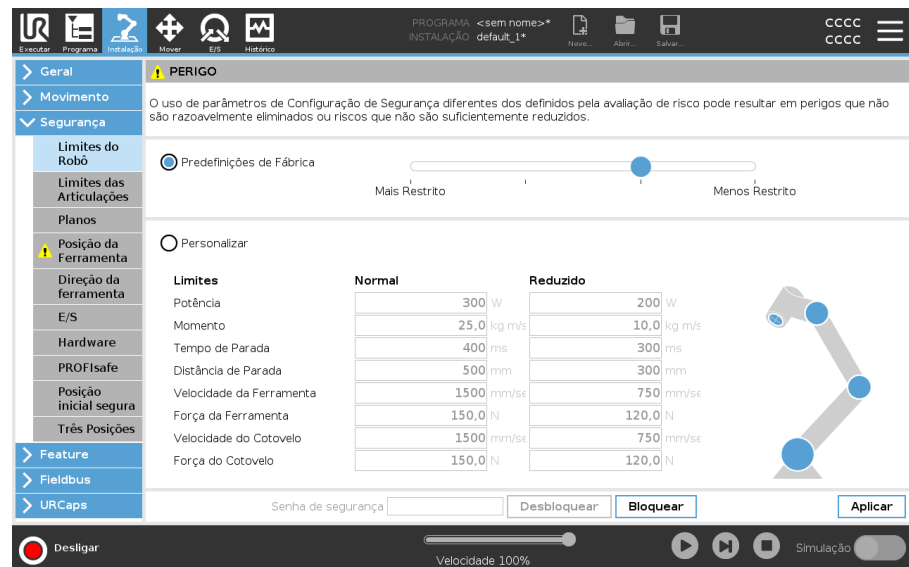 PROGRAMA <sem nome>*
INSTALAÇÃO default_1*
cccc
cccc
Executar Programa Instalação Mover E/S Histórico Novo... Abrir... Salvar...
Geral
Movimento
Segurança
Limites do
Robô
Limites das
Articulações
Planos
Posição da
Ferramenta
Direção da
ferramenta
E/S
Hardware
PROFIsafe
Posição
inicial segura
Três Posições
Feature
Fieldbus
URCaps
PERIGO
O uso de parâmetros de Configuração de Segurança diferentes dos definidos pela avaliação de risco pode resultar em perigos que não
são razoavelmente eliminados ou riscos que não são suficientemente reduzidos.
Predefinições de Fábrica
Mais Restrito Menos Restrito
Personalizar
Limites Normal Reduzido
Potência 300 W 200 W
Momento 25,0 kg m/s 10,0 kg m/s
Tempo de Parada 400 ms 300 ms
Distância de Parada 500 mm 300 mm
Velocidade da Ferramenta 1500 mm/se 750 mm/se
Força da Ferramenta 150,0 N 120,0 N
Velocidade do Cotovelo 1500 mm/se 750 mm/se
Força do Cotovelo 150,0 N 120,0 N
Senha de segurança Desbloquear Bloquear Aplicar
Desligar Velocidade 100% Simulação